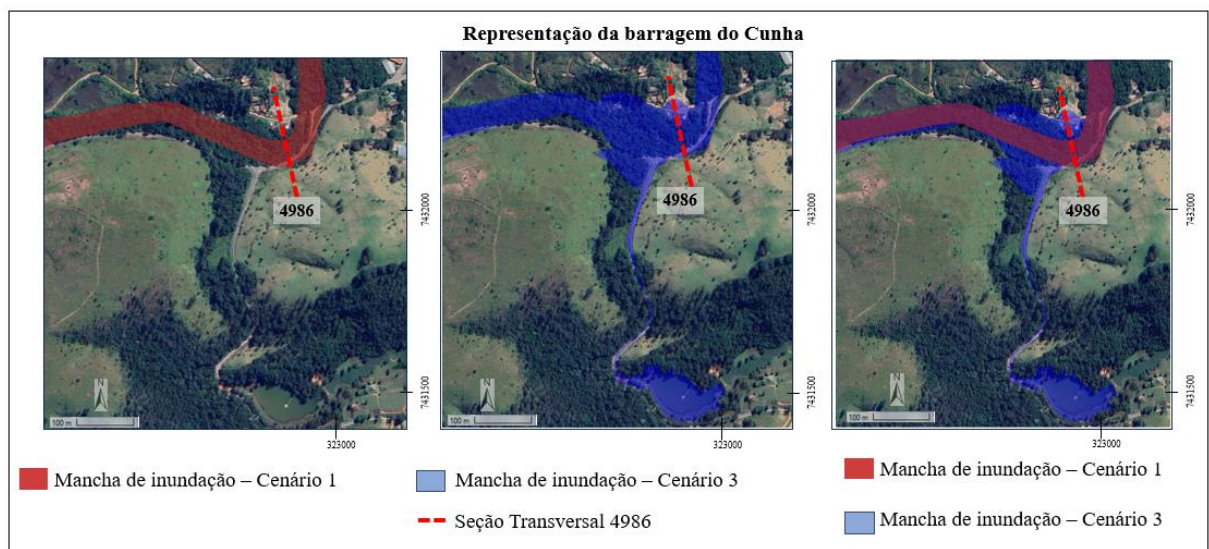 Representação da barragem do Cunha
4986
7432000
7431500
100 m
N
323000
4986
7432000
7431500
100 m
N
323000
4986
7432000
7431500
100 m
N
323000
Mancha de inundação – Cenário 1
Mancha de inundação – Cenário 3
Seção Transversal 4986
Mancha de inundação – Cenário 1
Mancha de inundação – Cenário 3